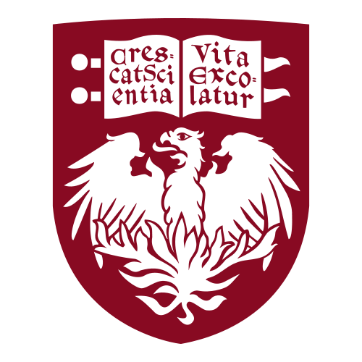 Cres-
catSci
entia
Vita
Exco-
latur